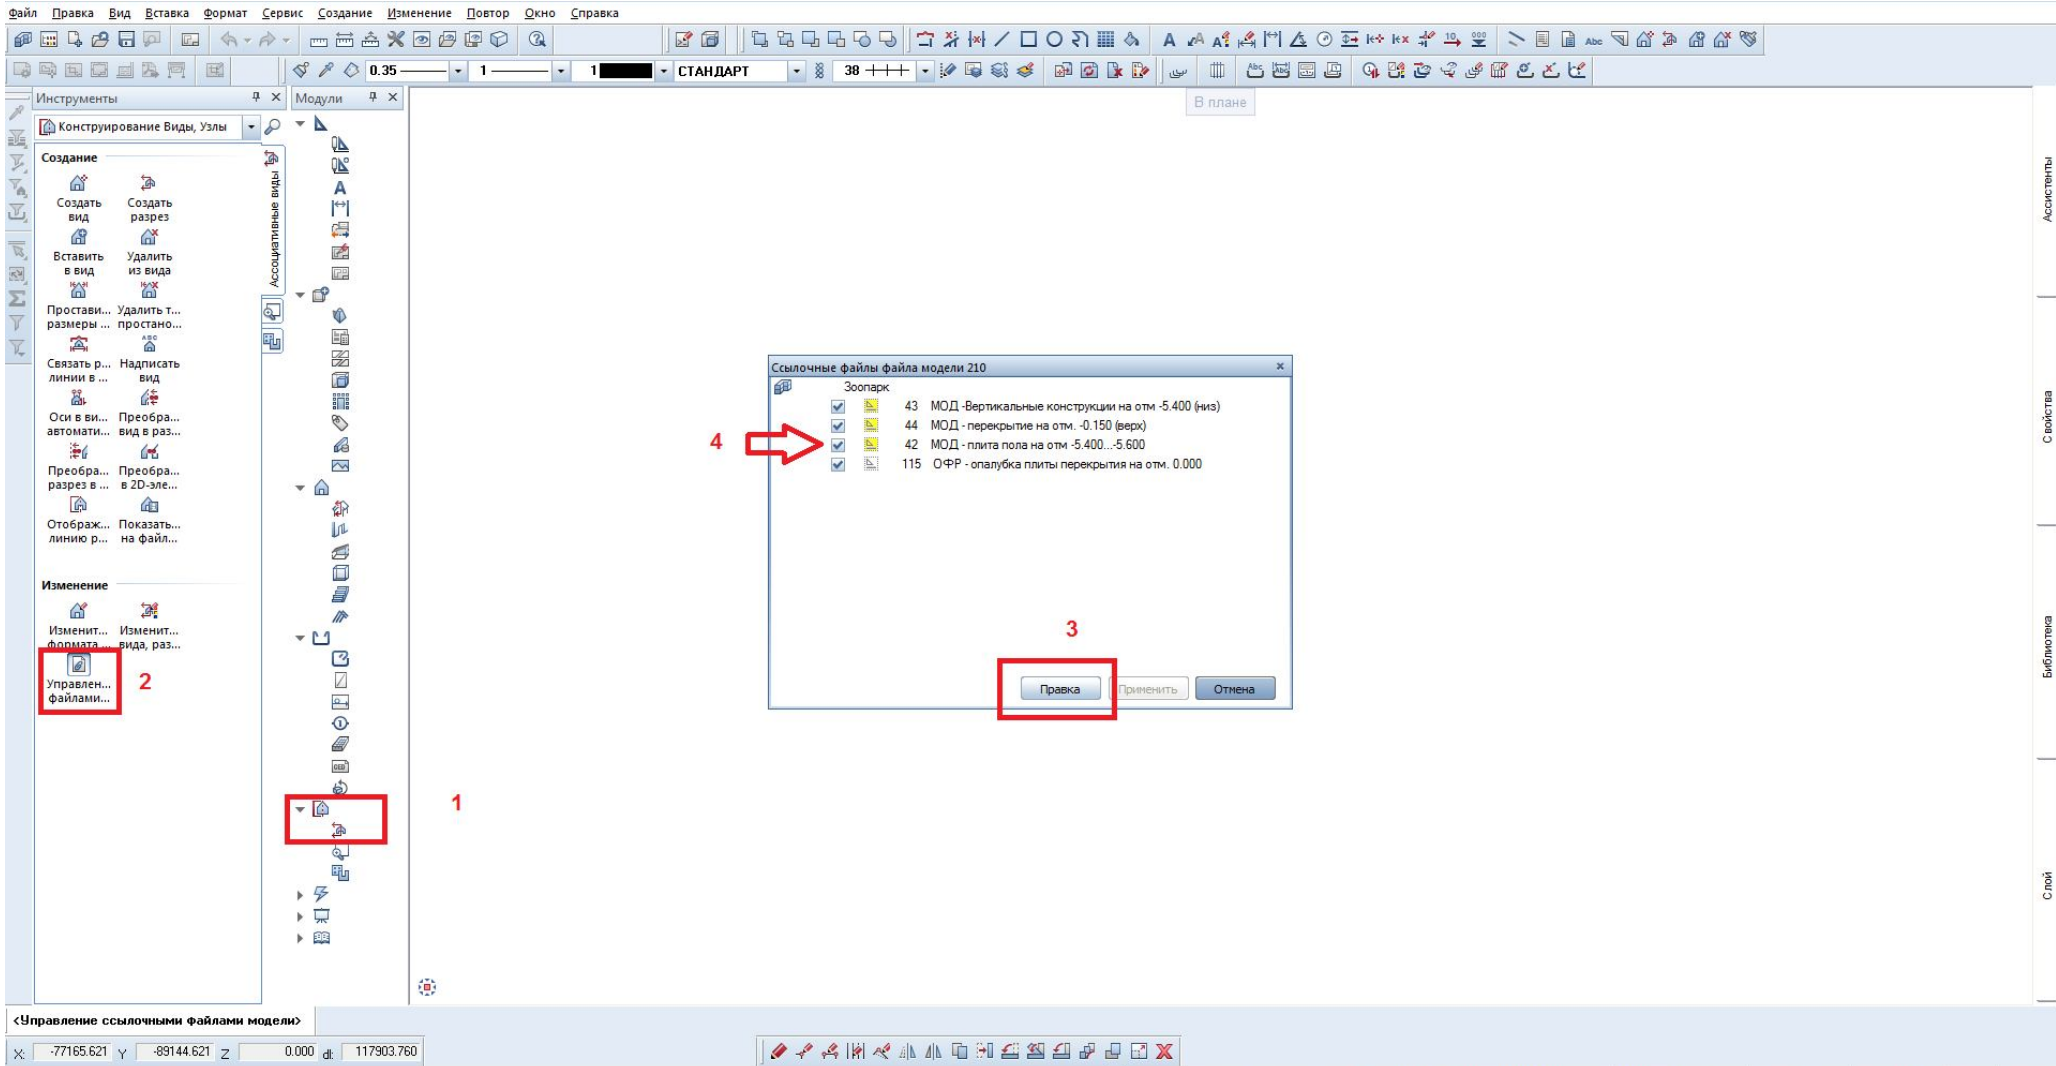 Файл Правка Вид Вставка Формат Сервис Создание Изменение Повтор Окно Справка
0.35 1 1 СТАНДАРТ 38
Инструменты
Модули
В плане
Конструирование Виды, Узлы
Создание
Создать вид
Создать разрез
Вставить в вид
Удалить из вида
Простави... размеры ...
Удалить т... простано...
Связать р... линии в ...
Надписать вид
Оси в ви... автомати...
Преобра... вид в раз...
Преобра... разрез в ...
Преобра... в 2D-эле...
Отображ... линию р...
Показать... на файл...
Изменение
Изменит... формата ...
Изменит... вида, раз...
Управлен... файлами...
2
Ассоциативные виды
1
Ссылочные файлы файла модели 210
Зоопарк
43 МОД -Вертикальные конструкции на отм -5.400 (низ)
44 МОД - перекрытие на отм. -0.150 (верх)
4
42 МОД - плита пола на отм -5.400...-5.600
115 ОФР - опалубка плиты перекрытия на отм. 0.000
3
Правка Применить Отмена
Ассистенты
Свойства
Библиотека
Слой
<Управление ссылочными файлами модели>
X: -77165.621 Y -89144.621 Z 0.000 dl: 117903.760